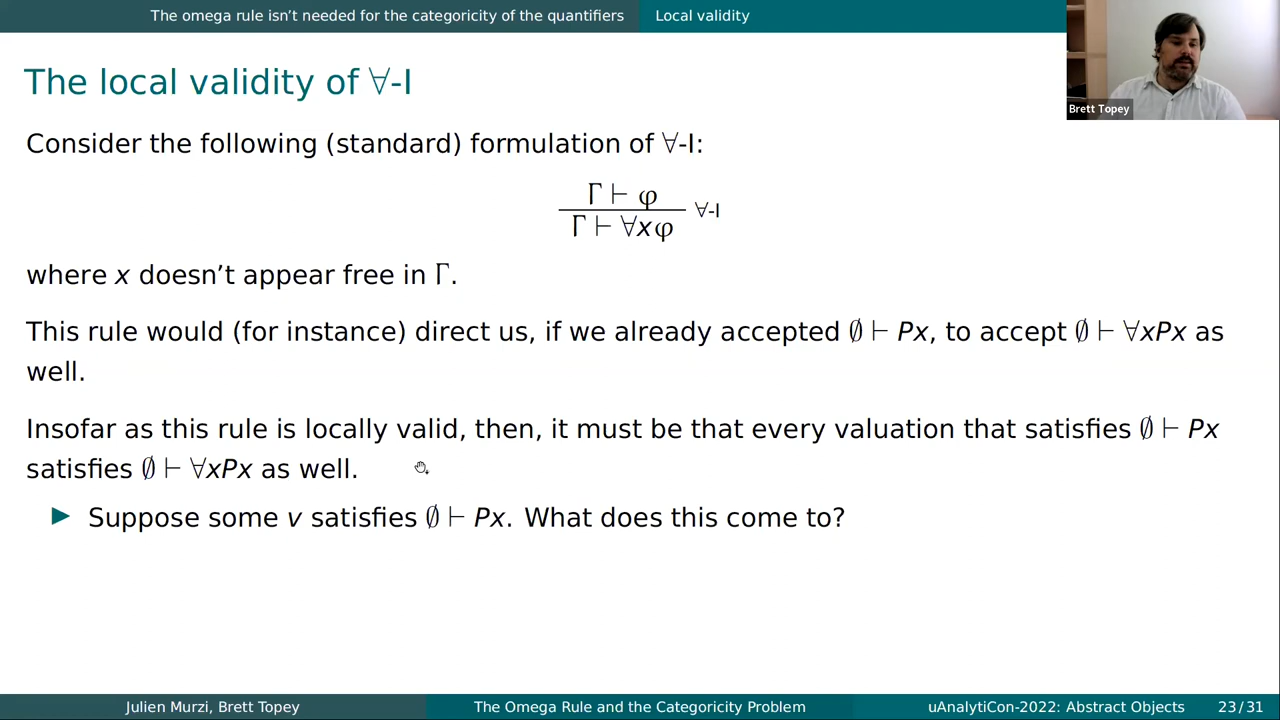 The omega rule isn’t needed for the categoricity of the quantifiers Local validity
Brett Topey
The local validity of ∀-I
Consider the following (standard) formulation of ∀-I:
Γ ⊢ φ
∀-I
Γ ⊢ ∀xφ
where x doesn’t appear free in Γ.
This rule would (for instance) direct us, if we already accepted ∅ ⊢ Px, to accept ∅ ⊢ ∀xPx as
well.
Insofar as this rule is locally valid, then, it must be that every valuation that satisfies ∅ ⊢ Px
satisfies ∅ ⊢ ∀xPx as well.
▶ Suppose some v satisfies ∅ ⊢ Px. What does this come to?
Julien Murzi, Brett Topey The Omega Rule and the Categoricity Problem uAnalytiCon-2022: Abstract Objects 23/31